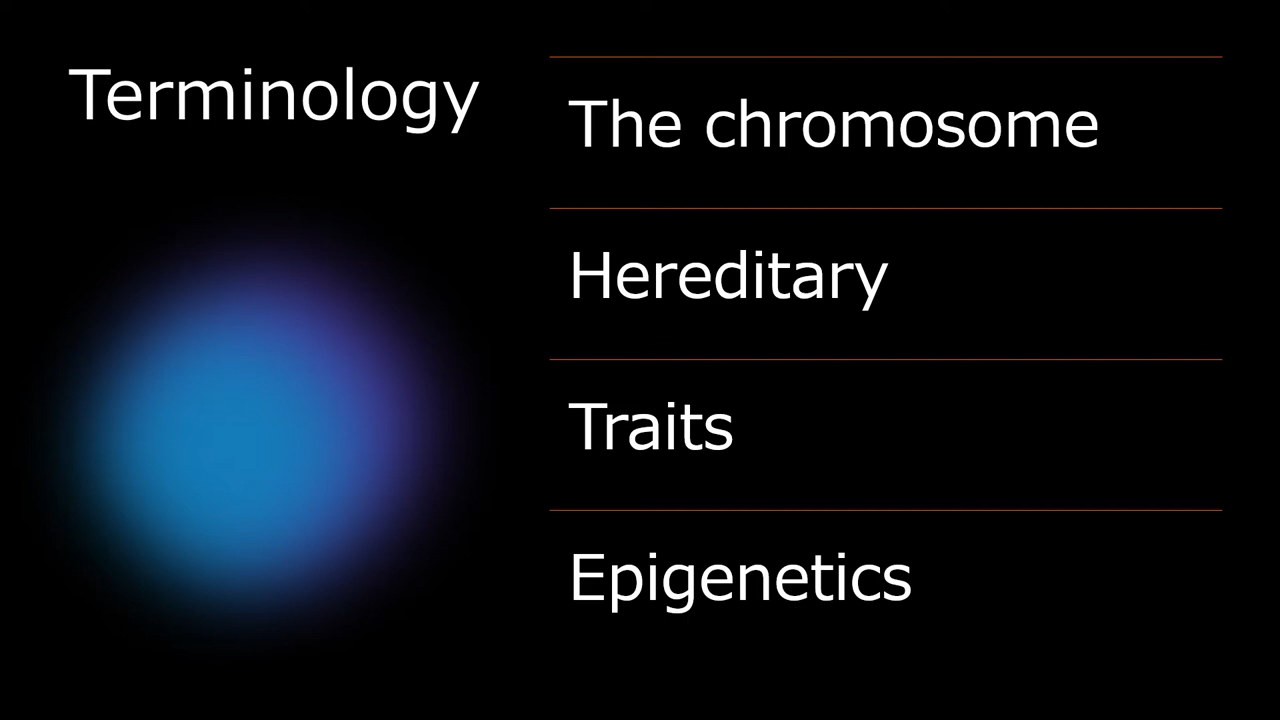 Terminology
The chromosome
Hereditary
Traits
Epigenetics